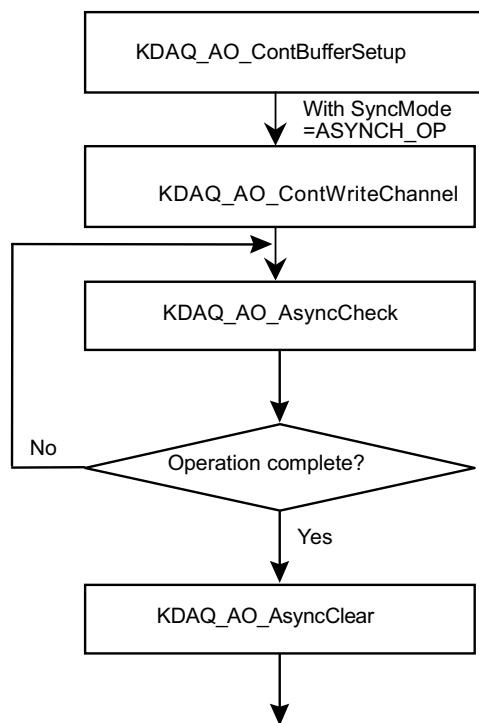 KDAQ_AO_ContBufferSetup
With SyncMode
=ASYNCH_OP
KDAQ_AO_ContWriteChannel
KDAQ_AO_AsyncCheck
No
Operation complete?
Yes
KDAQ_AO_AsyncClear